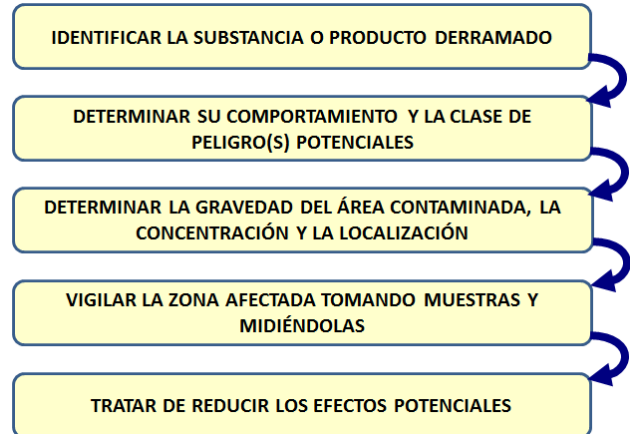 IDENTIFICAR LA SUBSTANCIA O PRODUCTO DERRAMADO
DETERMINAR SU COMPORTAMIENTO Y LA CLASE DE
PELIGRO(S) POTENCIALES
DETERMINAR LA GRAVEDAD DEL ÁREA CONTAMINADA, LA
CONCENTRACIÓN Y LA LOCALIZACIÓN
VIGILAR LA ZONA AFECTADA TOMANDO MUESTRAS Y
MIDIÉNDOLAS
TRATAR DE REDUCIR LOS EFECTOS POTENCIALES